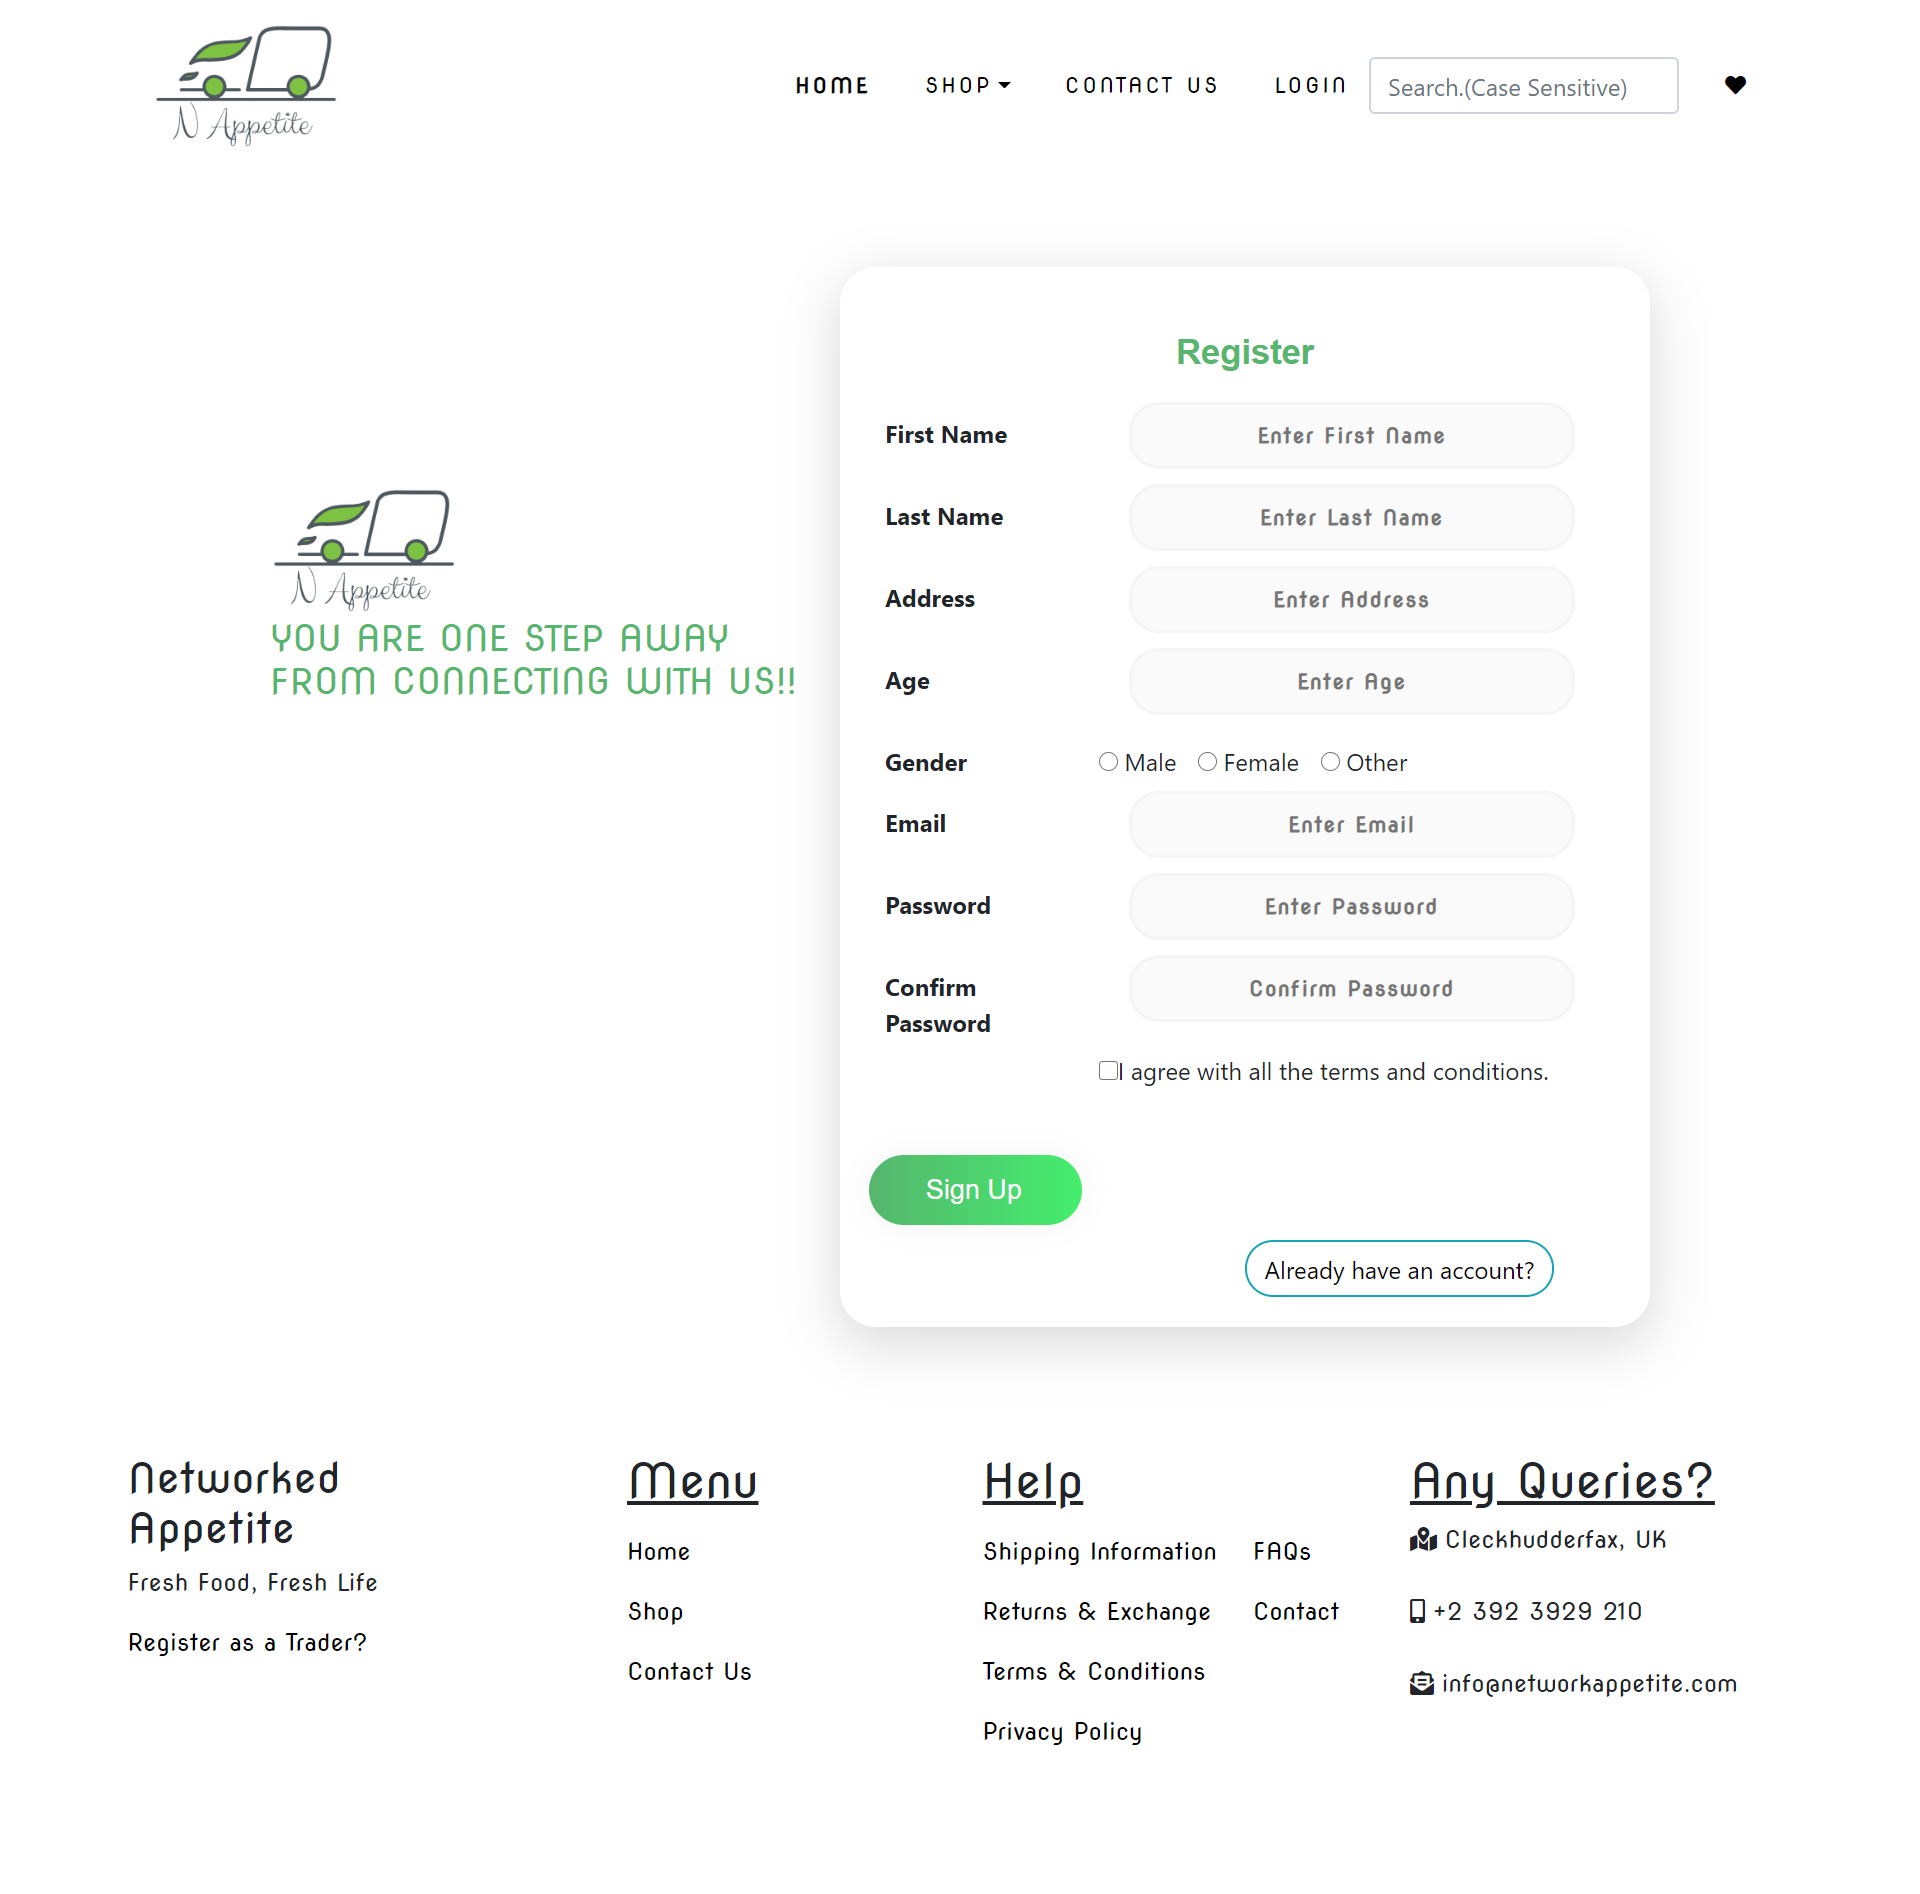 N Appetite
HOME SHOP CONTACT US LOGIN Search.(Case Sensitive)
Register
First Name Enter First Name
Last Name Enter Last Name
N Appetite
Address Enter Address
YOU ARE ONE STEP AWAY
FROM CONNECTING WITH US!!
Age Enter Age
Gender Male Female Other
Email Enter Email
Password Enter Password
Confirm Password Confirm Password
I agree with all the terms and conditions.
Sign Up
Already have an account?
Networked
Appetite
Fresh Food, Fresh Life
Register as a Trader?
Menu
Home
Shop
Contact Us
Help
Shipping Information FAQs
Returns & Exchange Contact
Terms & Conditions
Privacy Policy
Any Queries?
Cleckhudderfax, UK
+2 392 3929 210
info@networkappetite.com